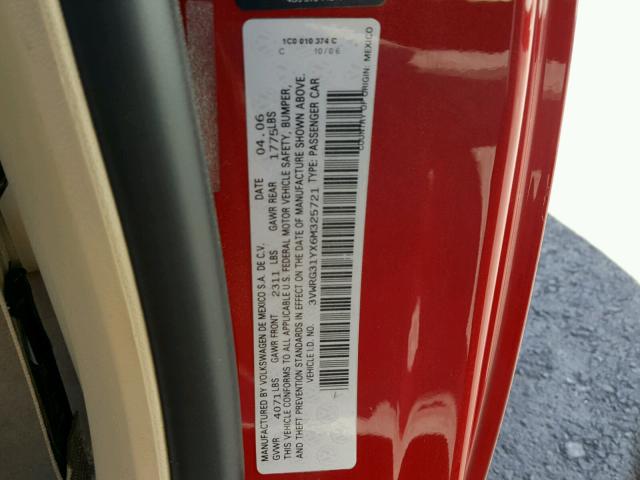 1C0 010 374 C
C 10/06
MANUFACTURED BY VOLKSWAGEN DE MEXICO S.A. DE C.V. DATE 04.06
GVWR 4071LBS GAWR FRONT 2311 LBS GAWR REAR 1775LBS
THIS VEHICLE CONFORMS TO ALL APPLICABLE U.S. FEDERAL MOTOR VEHICLE SAFETY, BUMPER,
AND THEFT PREVENTION STANDARDS IN EFFECT ON THE DATE OF MANUFACTURE SHOWN ABOVE.
VEHICLE I.D. NO. 3VWRG31YX6M325721 TYPE: PASSENGER CAR
COUNTRY OF ORIGIN: MEXICO